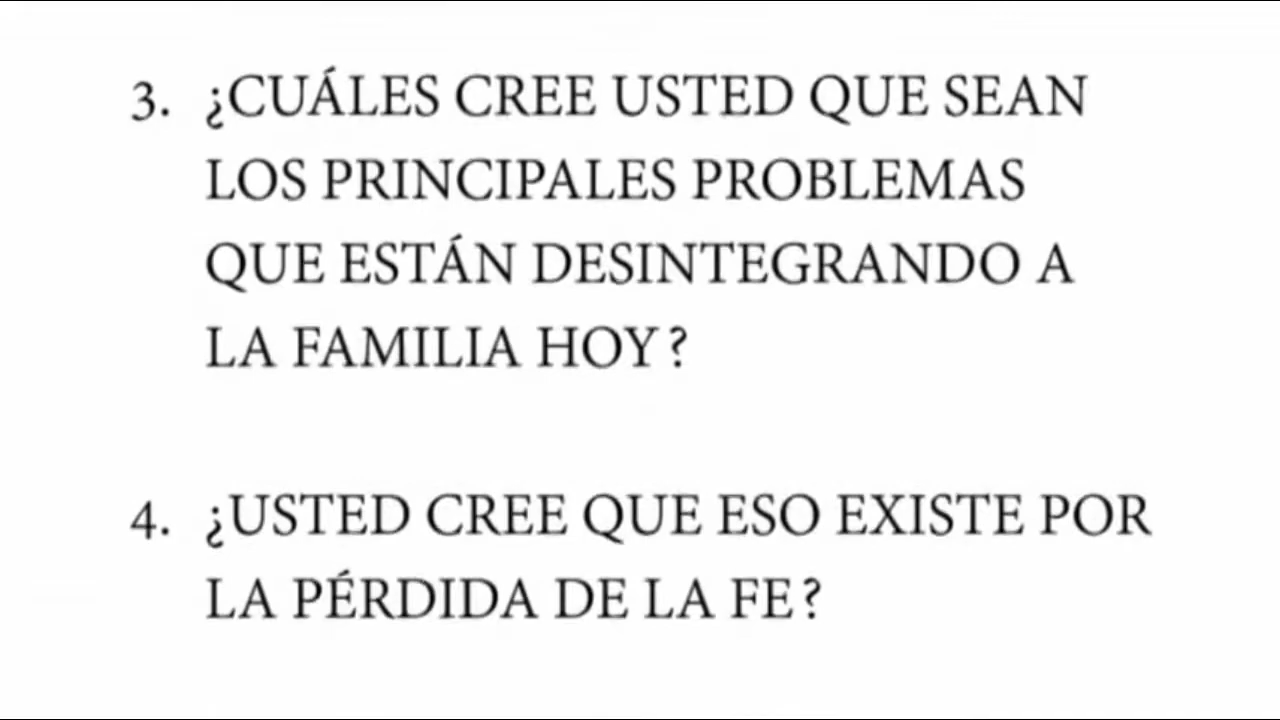 3. ¿CUÁLES CREE USTED QUE SEAN
LOS PRINCIPALES PROBLEMAS
QUE ESTÁN DESINTEGRANDO A
LA FAMILIA HOY?
4. ¿USTED CREE QUE ESO EXISTE POR
LA PÉRDIDA DE LA FE?